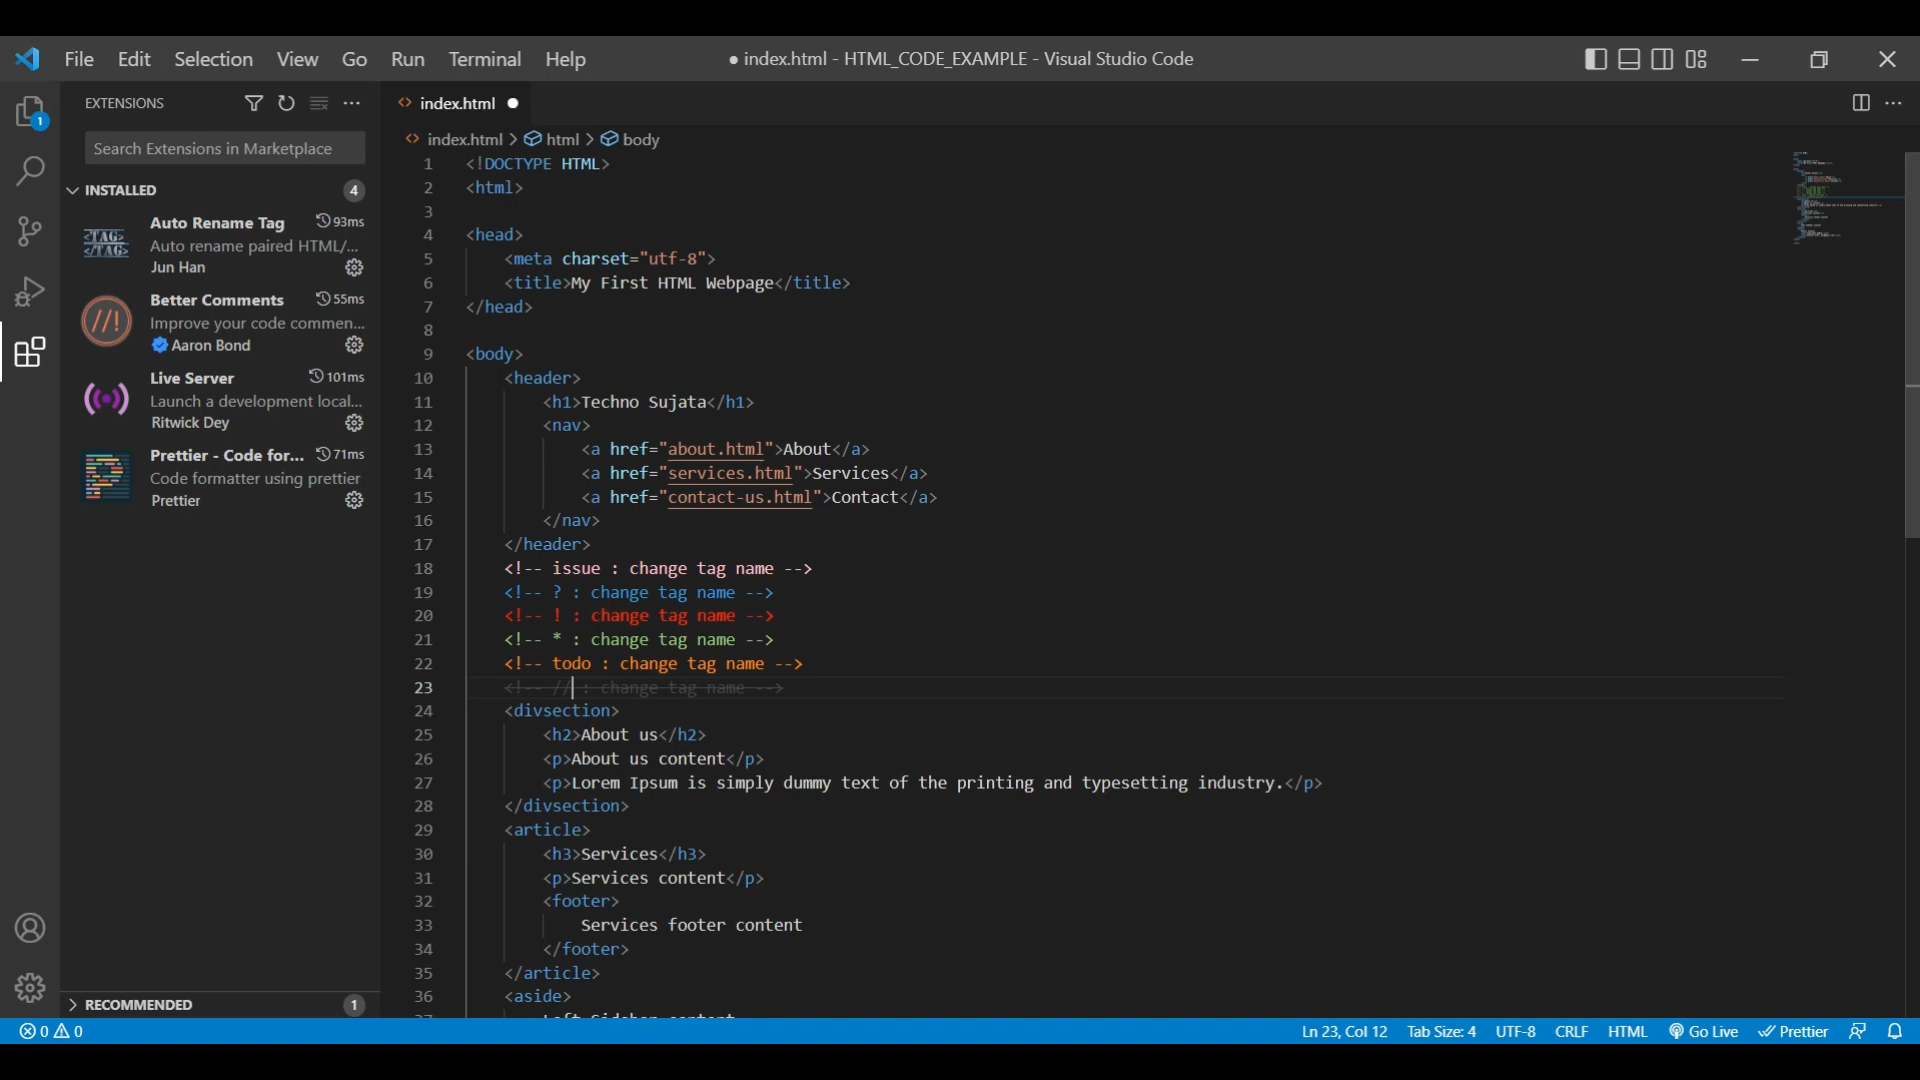 File Edit Selection View Go Run Terminal Help
● index.html - HTML_CODE_EXAMPLE - Visual Studio Code
EXTENSIONS
Search Extensions in Marketplace
INSTALLED 4
<TAG>
</TAG>
Auto Rename Tag 93ms
Auto rename paired HTML/...
Jun Han
//!
Better Comments 55ms
Improve your code commen...
Aaron Bond
Live Server 101ms
Launch a development local...
Ritwick Dey
Prettier - Code for... 71ms
Code formatter using prettier
Prettier
RECOMMENDED 1
1
<> index.html ●
<> index.html > html > body
1 <!DOCTYPE HTML>
2 <html>
3
4 <head>
5 <meta charset="utf-8">
6 <title>My First HTML Webpage</title>
7 </head>
8
9 <body>
10 <header>
11 <h1>Techno Sujata</h1>
12 <nav>
13 <a href="about.html">About</a>
14 <a href="services.html">Services</a>
15 <a href="contact-us.html">Contact</a>
16 </nav>
17 </header>
18 <!-- issue : change tag name -->
19 <!-- ? : change tag name -->
20 <!-- ! : change tag name -->
21 <!-- * : change tag name -->
22 <!-- todo : change tag name -->
23 <!-- // : change tag name -->
24 <divsection>
25 <h2>About us</h2>
26 <p>About us content</p>
27 <p>Lorem Ipsum is simply dummy text of the printing and typesetting industry.</p>
28 </divsection>
29 <article>
30 <h3>Services</h3>
31 <p>Services content</p>
32 <footer>
33 Services footer content
34 </footer>
35 </article>
36 <aside>
0 0
Ln 23, Col 12 Tab Size: 4 UTF-8 CRLF HTML Go Live Prettier